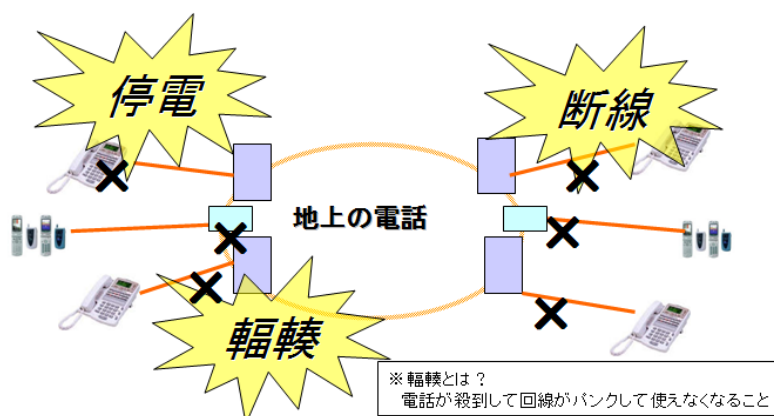 停電
断線
地上の電話
輻輳
※輻輳とは？
電話が殺到して回線がパンクして使えなくなること